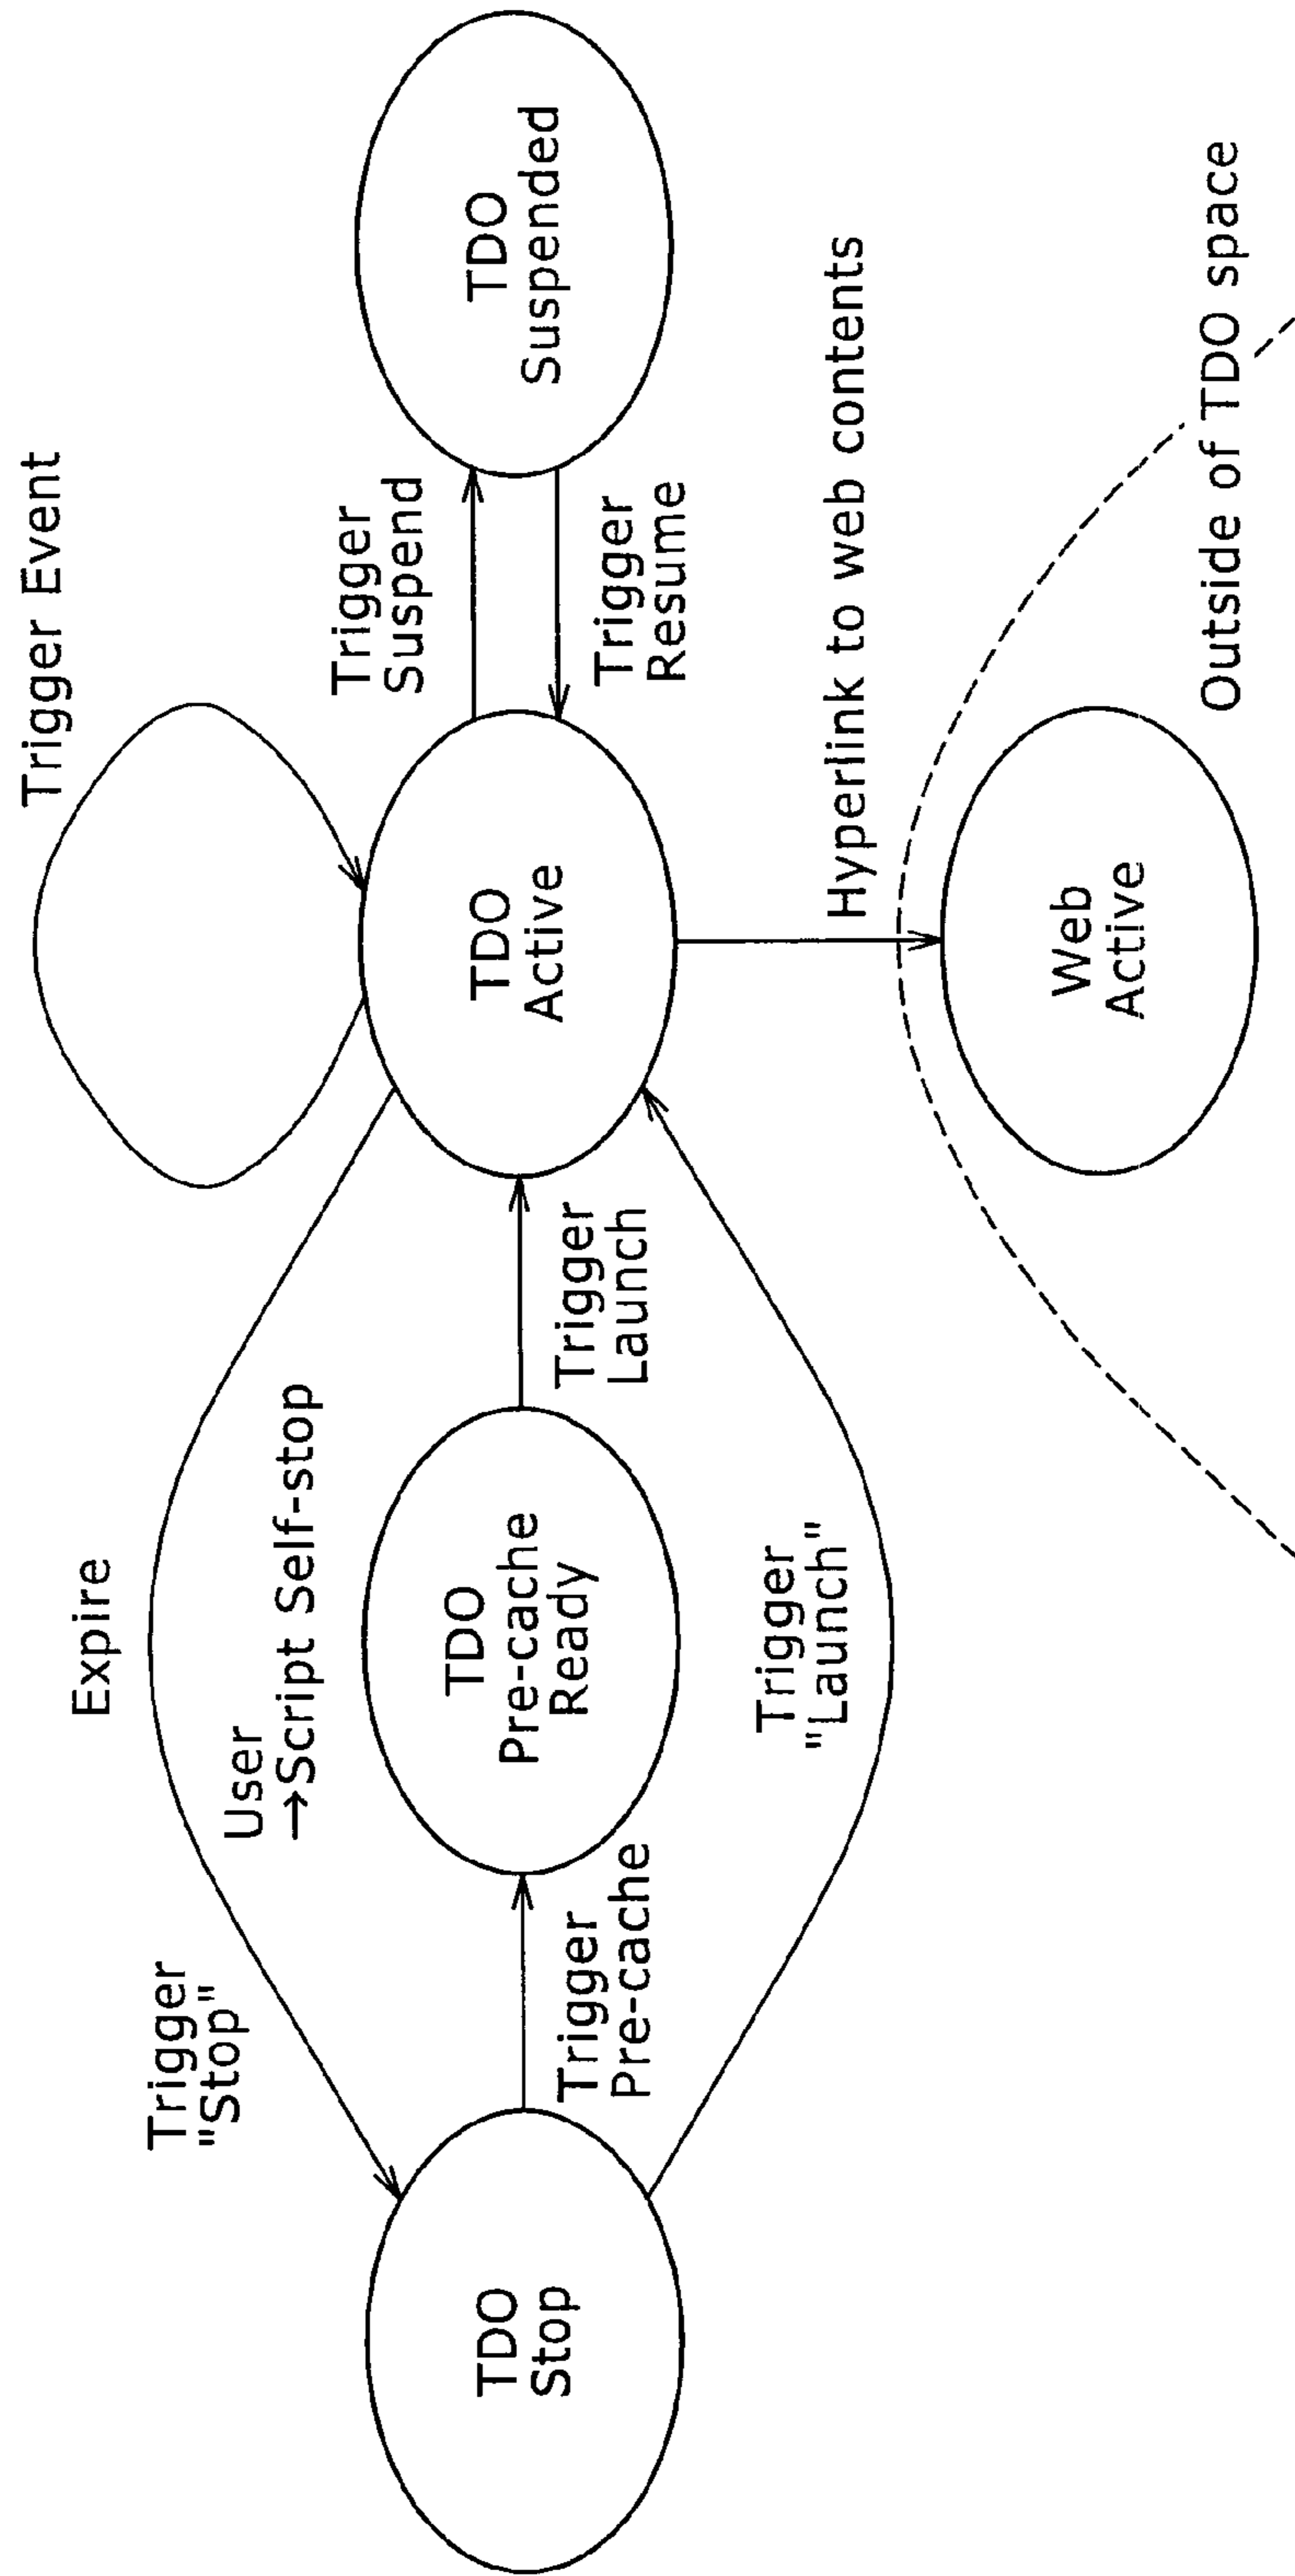 Trigger Event
Expire
Trigger
"Stop"
User
→Script Self-stop
Trigger
Suspend
TDO
Stop
Trigger
Pre-cache
TDO
Pre-cache
Ready
Trigger
Launch
TDO
Active
Trigger
Resume
TDO
Suspended
Trigger
"Launch"
Hyperlink to web contents
Web
Active
Outside of TDO space